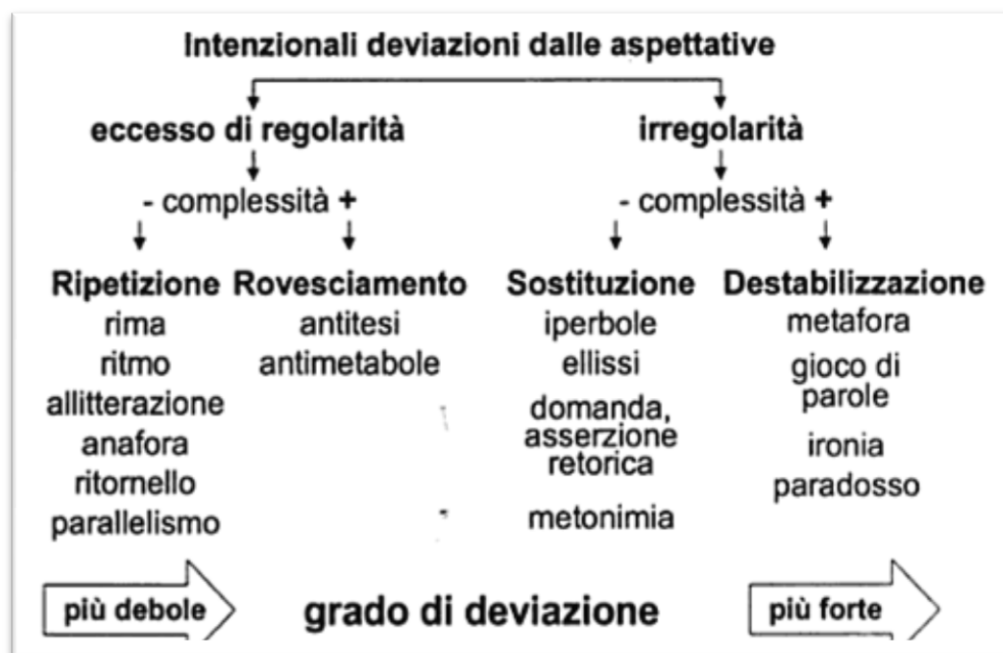 Intenzionali deviazioni dalle aspettative
eccesso di regolarità
irregolarità
- complessità +
- complessità +
Ripetizione
rima
ritmo
allitterazione
anafora
ritornello
parallelismo
Rovesciamento
antitesi
antimetabole
Sostituzione
iperbole
ellissi
domanda,
asserzione
retorica
metonimia
Destabilizzazione
metafora
gioco di
parole
ironia
paradosso
più debole
grado di deviazione
più forte